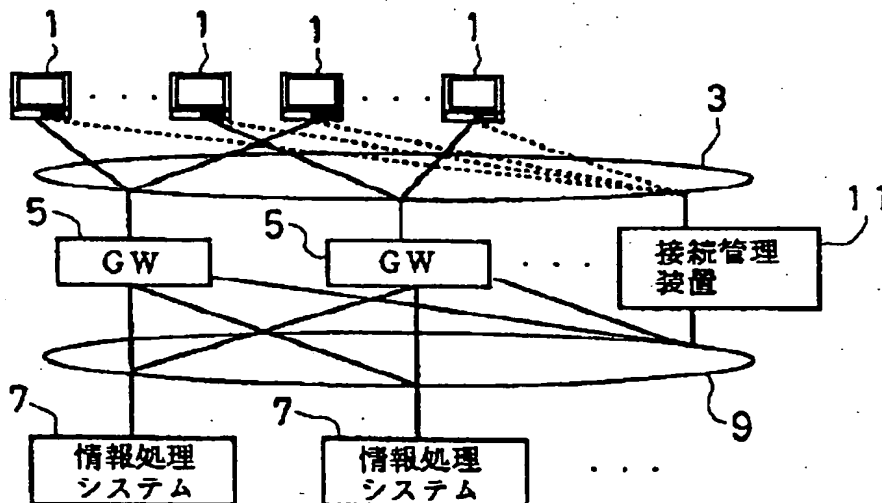 1 1 1 1
3
5 5 11
GW GW 接続管理
装置
9
7 7
情報処理 情報処理
システム システム